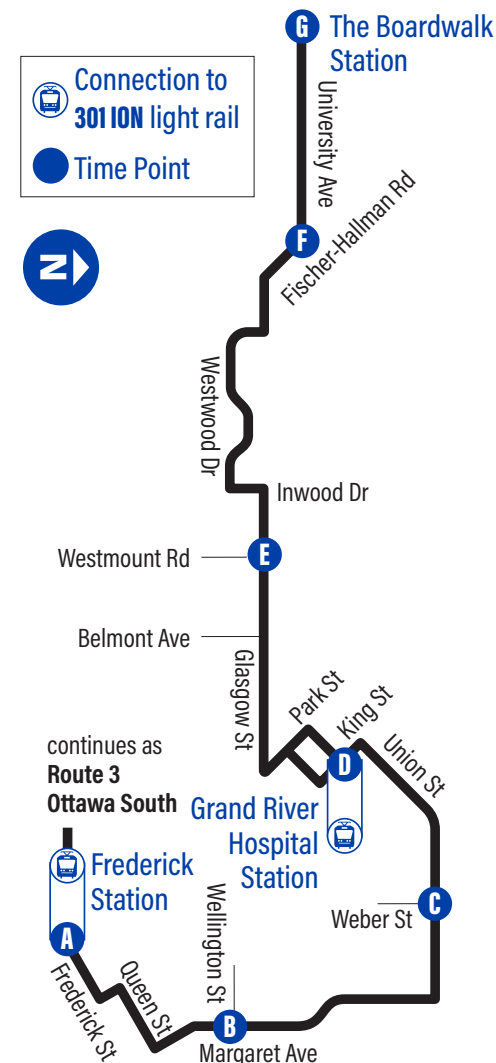 G
The Boardwalk
Station
Connection to
301 ION light rail
Time Point
N
University Ave
F
Fischer-Hallman Rd
Westwood Dr
Inwood Dr
E
Westmount Rd
Belmont Ave
Glasgow St
Park St
King St
Union St
D
Grand River
Hospital
Station
continues as
Route 3
Ottawa South
Frederick
Station
A
Frederick St
Queen St
Wellington St
B
Margaret Ave
Weber St
C